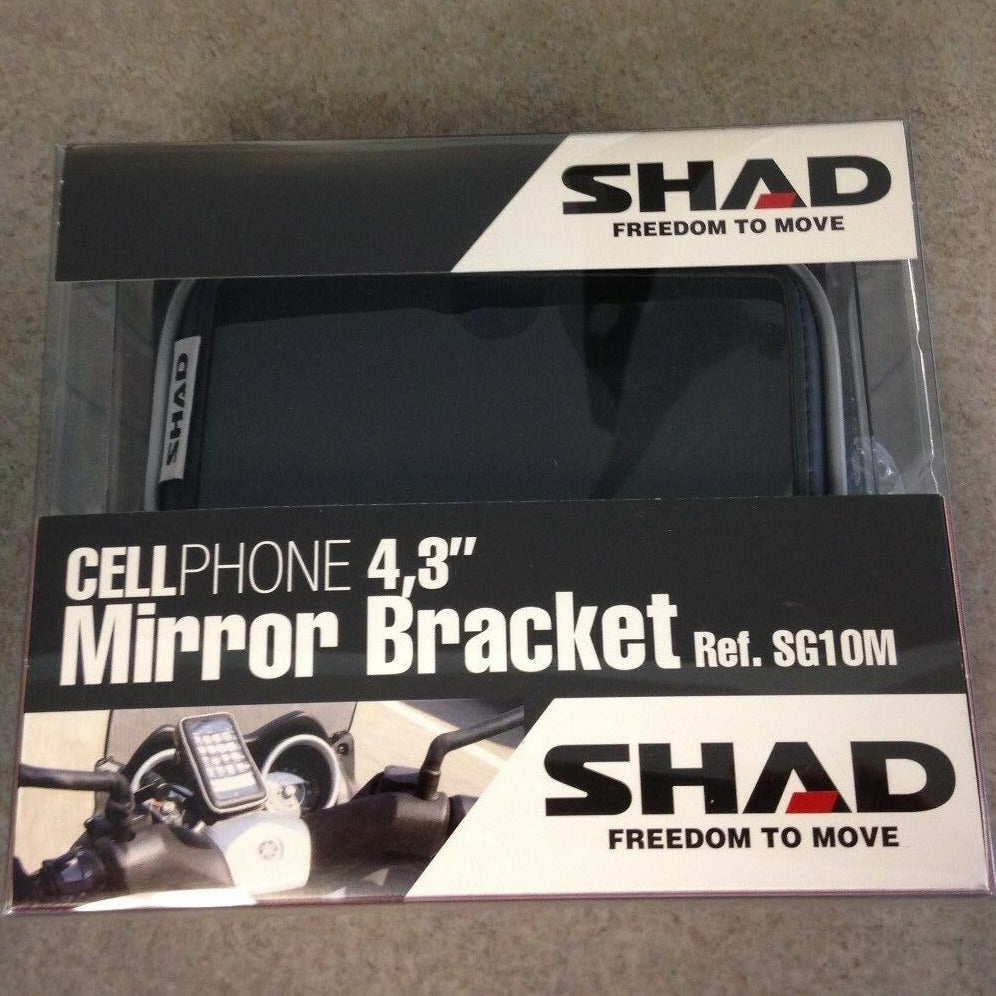 SHAD
FREEDOM TO MOVE
SHAD
CELLPHONE 4,3"
Mirror Bracket Ref. SG10M
SHAD
FREEDOM TO MOVE